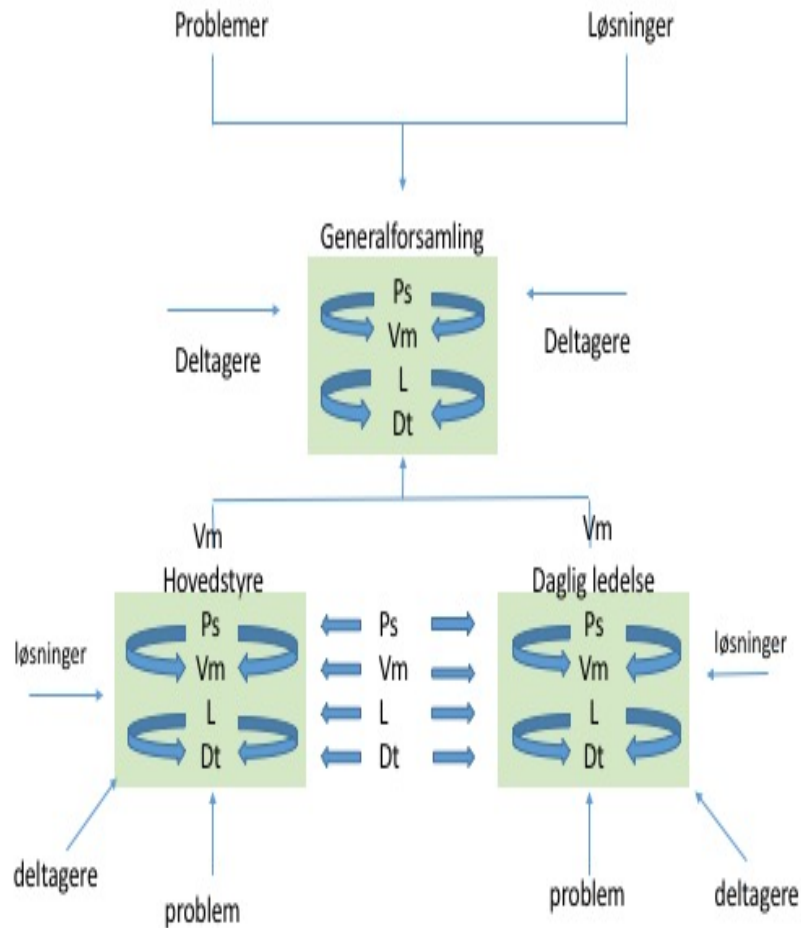 Problemer
Løsninger
Generalforsamling
Ps
Vm
L
Dt
Deltagere
Deltagere
Vm
Hovedstyre
Ps
Vm
L
Dt
løsninger
deltagere
problem
Ps
Vm
L
Dt
Vm
Daglig ledelse
Ps
Vm
L
Dt
løsninger
problem
deltagere